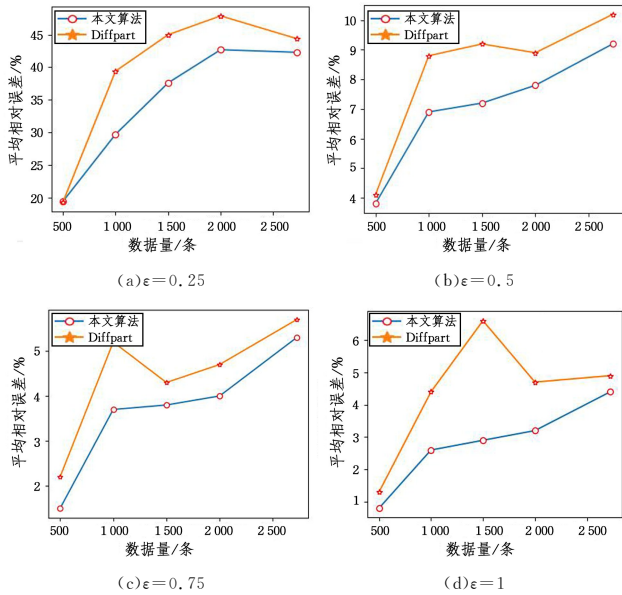 本文算法
Diffpart
平均相对误差/%
45
40
35
30
25
20
500
1 000
1 500
2 000
2 500
数据量/条
(a)ε=0.25
本文算法
Diffpart
平均相对误差/%
10
9
8
7
6
5
4
500
1 000
1 500
2 000
2 500
数据量/条
(b)ε=0.5
本文算法
Diffpart
平均相对误差/%
5
4
3
2
500
1 000
1 500
2 000
2 500
数据量/条
(c)ε=0.75
本文算法
Diffpart
平均相对误差/%
6
5
4
3
2
1
500
1 000
1 500
2 000
2 500
数据量/条
(d)ε=1